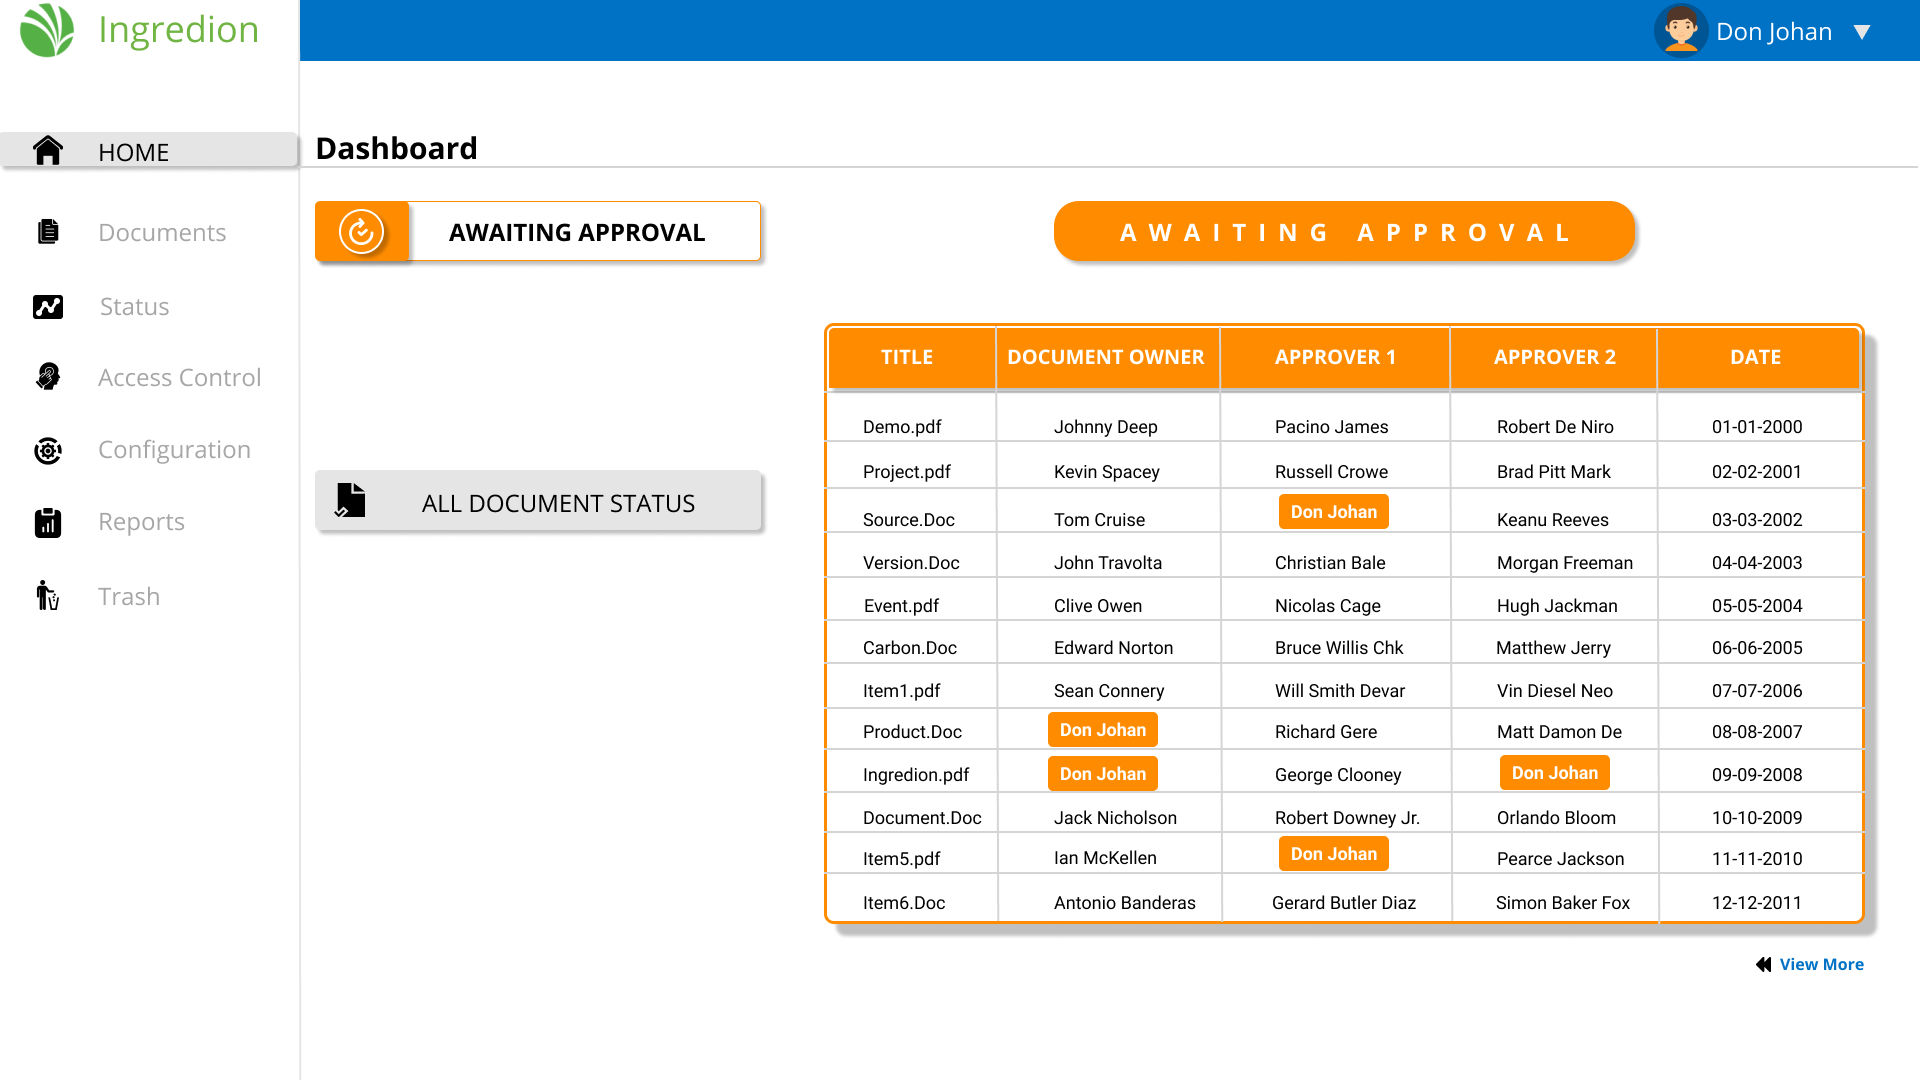 Ingredion
Don Johan
HOME
Documents
Status
Access Control
Configuration
Reports
Trash
Dashboard
AWAITING APPROVAL
ALL DOCUMENT STATUS
AWAITING APPROVAL
TITLE DOCUMENT OWNER APPROVER 1 APPROVER 2 DATE
Demo.pdf Johnny Deep Pacino James Robert De Niro 01-01-2000
Project.pdf Kevin Spacey Russell Crowe Brad Pitt Mark 02-02-2001
Source.Doc Tom Cruise Don Johan Keanu Reeves 03-03-2002
Version.Doc John Travolta Christian Bale Morgan Freeman 04-04-2003
Event.pdf Clive Owen Nicolas Cage Hugh Jackman 05-05-2004
Carbon.Doc Edward Norton Bruce Willis Chk Matthew Jerry 06-06-2005
Item1.pdf Sean Connery Will Smith Devar Vin Diesel Neo 07-07-2006
Product.Doc Don Johan Richard Gere Matt Damon De 08-08-2007
Ingredion.pdf Don Johan George Clooney Don Johan 09-09-2008
Document.Doc Jack Nicholson Robert Downey Jr. Orlando Bloom 10-10-2009
Item5.pdf Ian McKellen Don Johan Pearce Jackson 11-11-2010
Item6.Doc Antonio Banderas Gerard Butler Diaz Simon Baker Fox 12-12-2011
View More